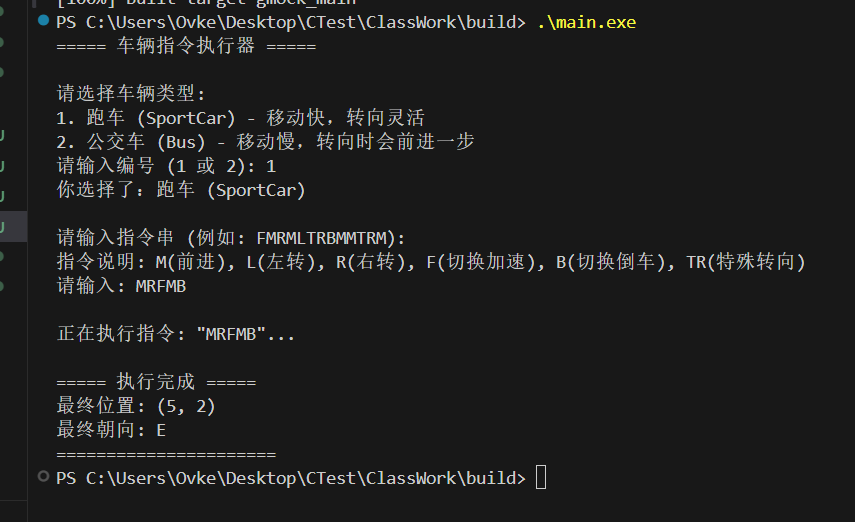 [100%] Built target gmock_main
PS C:\Users\Ovke\Desktop\CTest\ClassWork\build> .\main.exe
===== 车辆指令执行器 =====
请选择车辆类型:
1. 跑车 (SportCar) - 移动快, 转向灵活
2. 公交车 (Bus) - 移动慢, 转向时会前进一步
请输入编号 (1 或 2): 1
你选择了: 跑车 (SportCar)
请输入指令串 (例如: FMRMLTRBMMTRM):
指令说明: M(前进), L(左转), R(右转), F(切换加速), B(切换倒车), TR(特殊转向)
请输入: MRFMB
正在执行指令: "MRFMB"...
===== 执行完成 =====
最终位置: (5, 2)
最终朝向: E
======================
PS C:\Users\Ovke\Desktop\CTest\ClassWork\build>